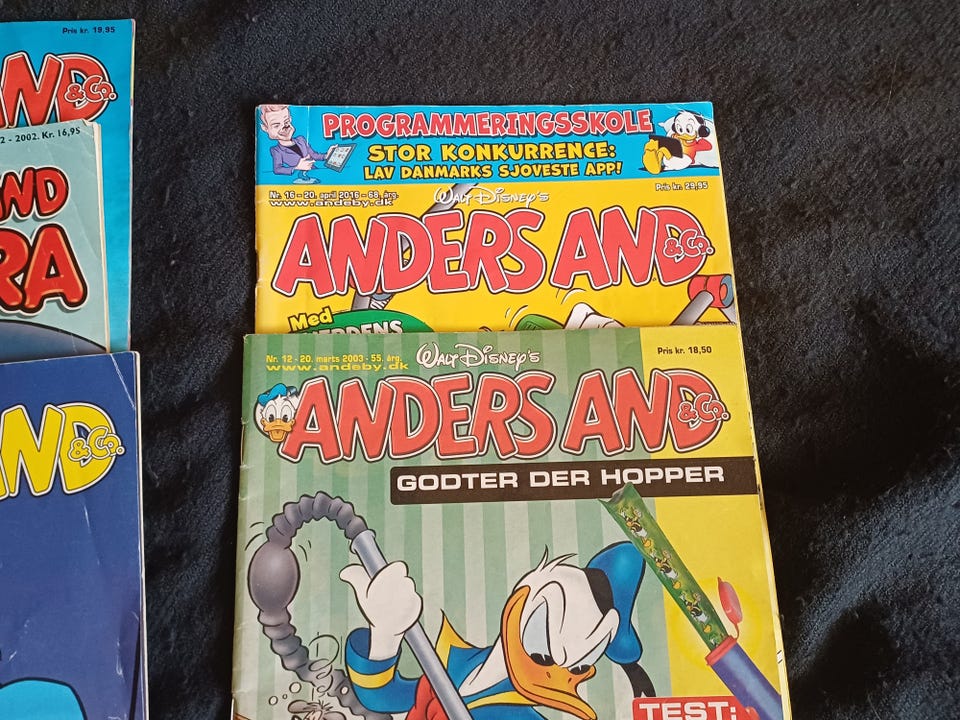 Pris kr. 19,95
AND
& Co.
2 - 2002. Kr. 16,95
ND
RA
AND
& Co.
PROGRAMMERINGSSKOLE
STOR KONKURRENCE:
LAV DANMARKS SJOVESTE APP!
Nr. 16 - 20. april 2016 - 68. årg.
www.andeby.dk
WALT DISNEY'S
Pris kr. 29,95
ANDERS AND
& Co.
Med
Nr. 12 - 20. marts 2003 - 55. årg.
www.andeby.dk
WALT DISNEY'S
Pris kr. 18,50
ANDERS AND
& Co.
GODTER DER HOPPER
TEST: